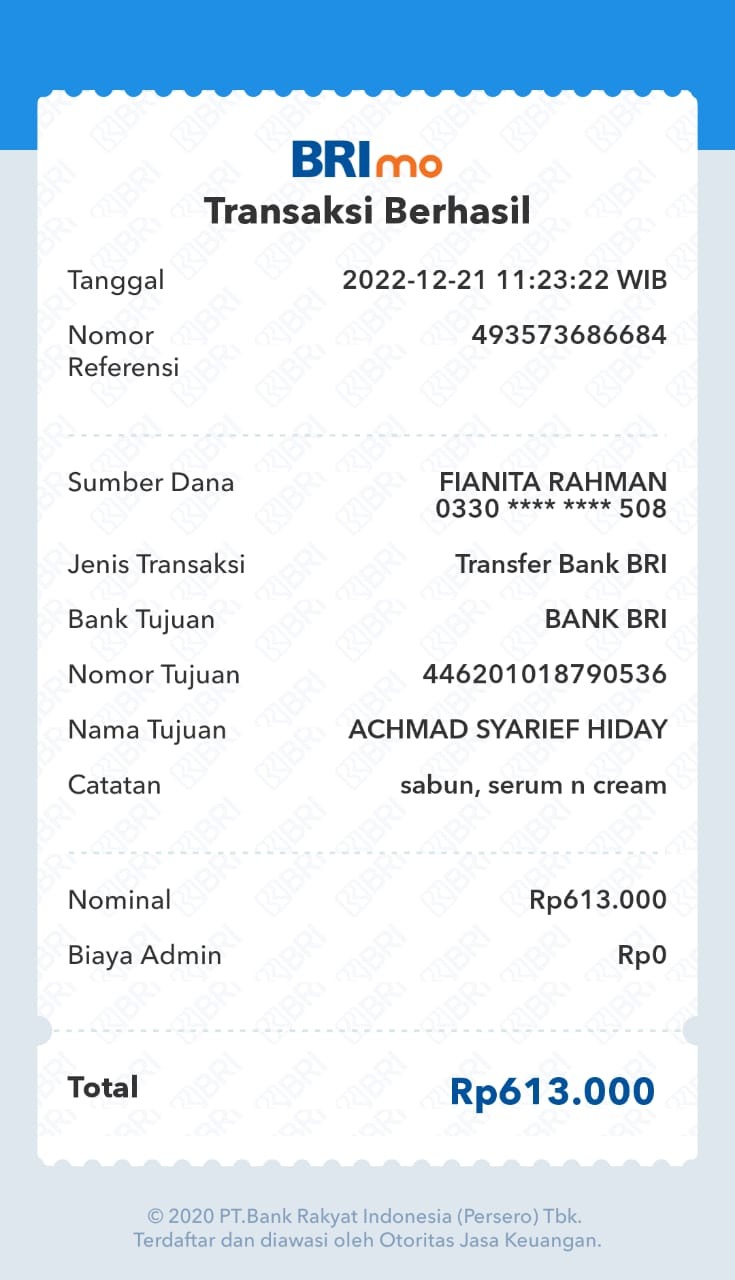 BRImo
Transaksi Berhasil
Tanggal 2022-12-21 11:23:22 WIB
Nomor Referensi 493573686684
Sumber Dana FIANITA RAHMAN
0330 **** **** 508
Jenis Transaksi Transfer Bank BRI
Bank Tujuan BANK BRI
Nomor Tujuan 446201018790536
Nama Tujuan ACHMAD SYARIEF HIDAY
Catatan sabun, serum n cream
Nominal Rp613.000
Biaya Admin Rp0
Total Rp613.000
© 2020 PT.Bank Rakyat Indonesia (Persero) Tbk.
Terdaftar dan diawasi oleh Otoritas Jasa Keuangan.